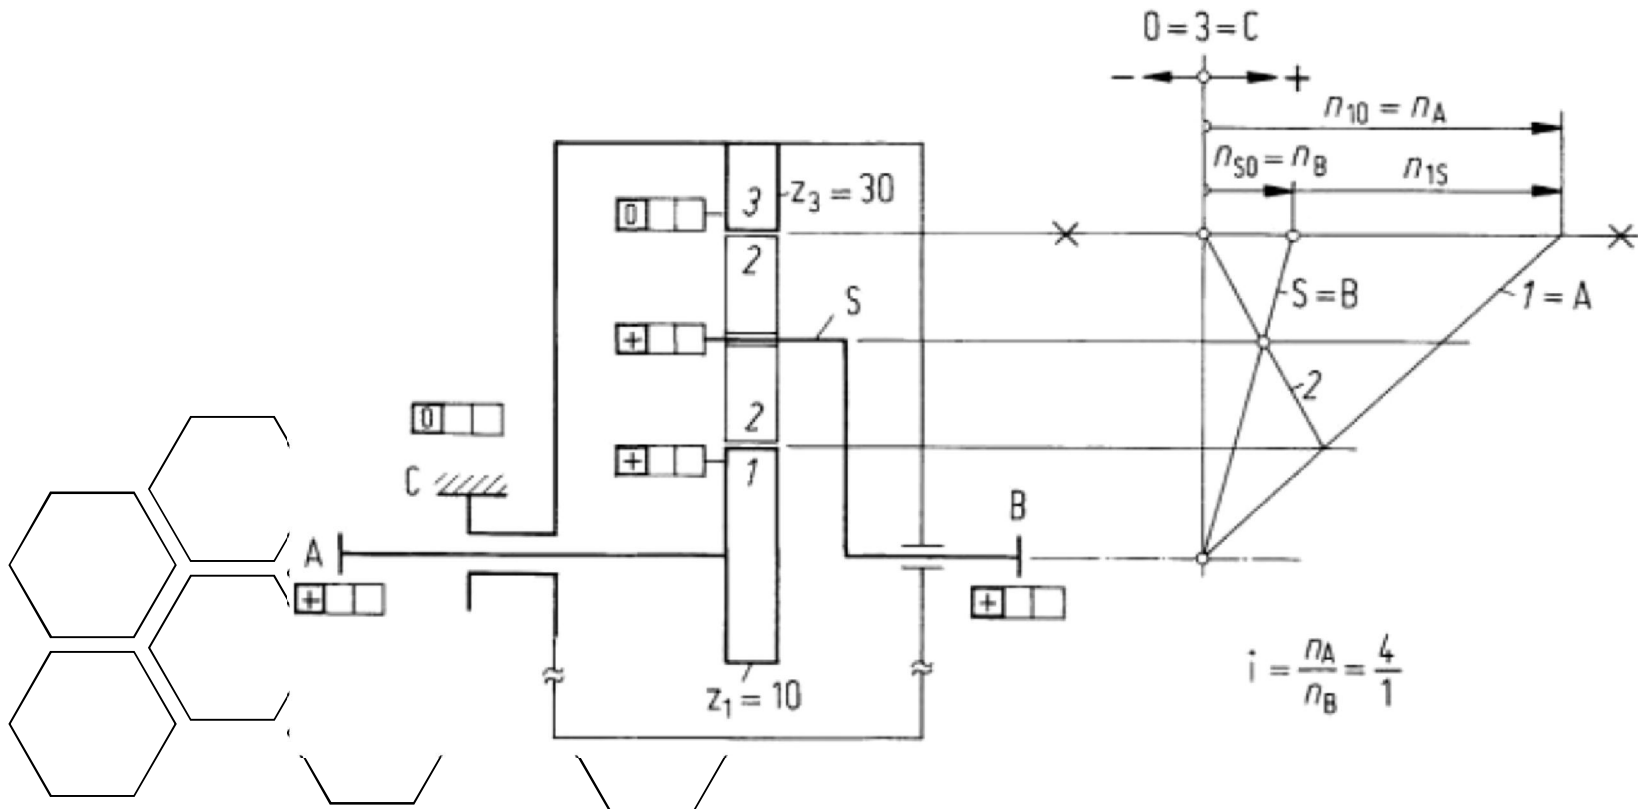 0 = 3 = C
− +
n10 = nA
nS0 = nB
n1S
3
z3 = 30
0
2
S
S = B
1 = A
+
2
2
0
+
1
C
B
A
+
+
z1 = 10
i = nA/nB = 4/1